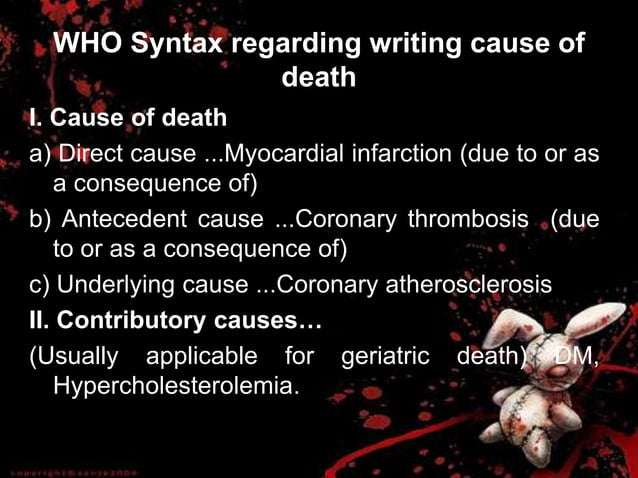 WHO Syntax regarding writing cause of
death
I. Cause of death
a) Direct cause ...Myocardial infarction (due to or as
a consequence of)
b) Antecedent cause ...Coronary thrombosis (due
to or as a consequence of)
c) Underlying cause ...Coronary atherosclerosis
II. Contributory causes…
(Usually applicable for geriatric death) DM,
Hypercholesterolemia.